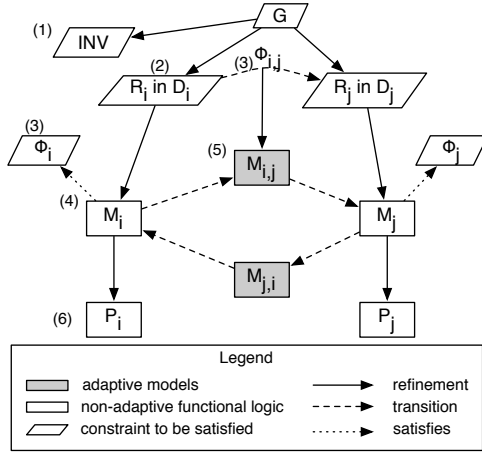 G
(1) INV
(2) (3) Φi,j
Ri in Di
Rj in Dj
(3) Φi
(5) Mi,j
Φj
(4) Mi
Mj
Mj,i
(6) Pi
Pj
Legend
adaptive models
refinement
non-adaptive functional logic
transition
constraint to be satisfied
satisfies